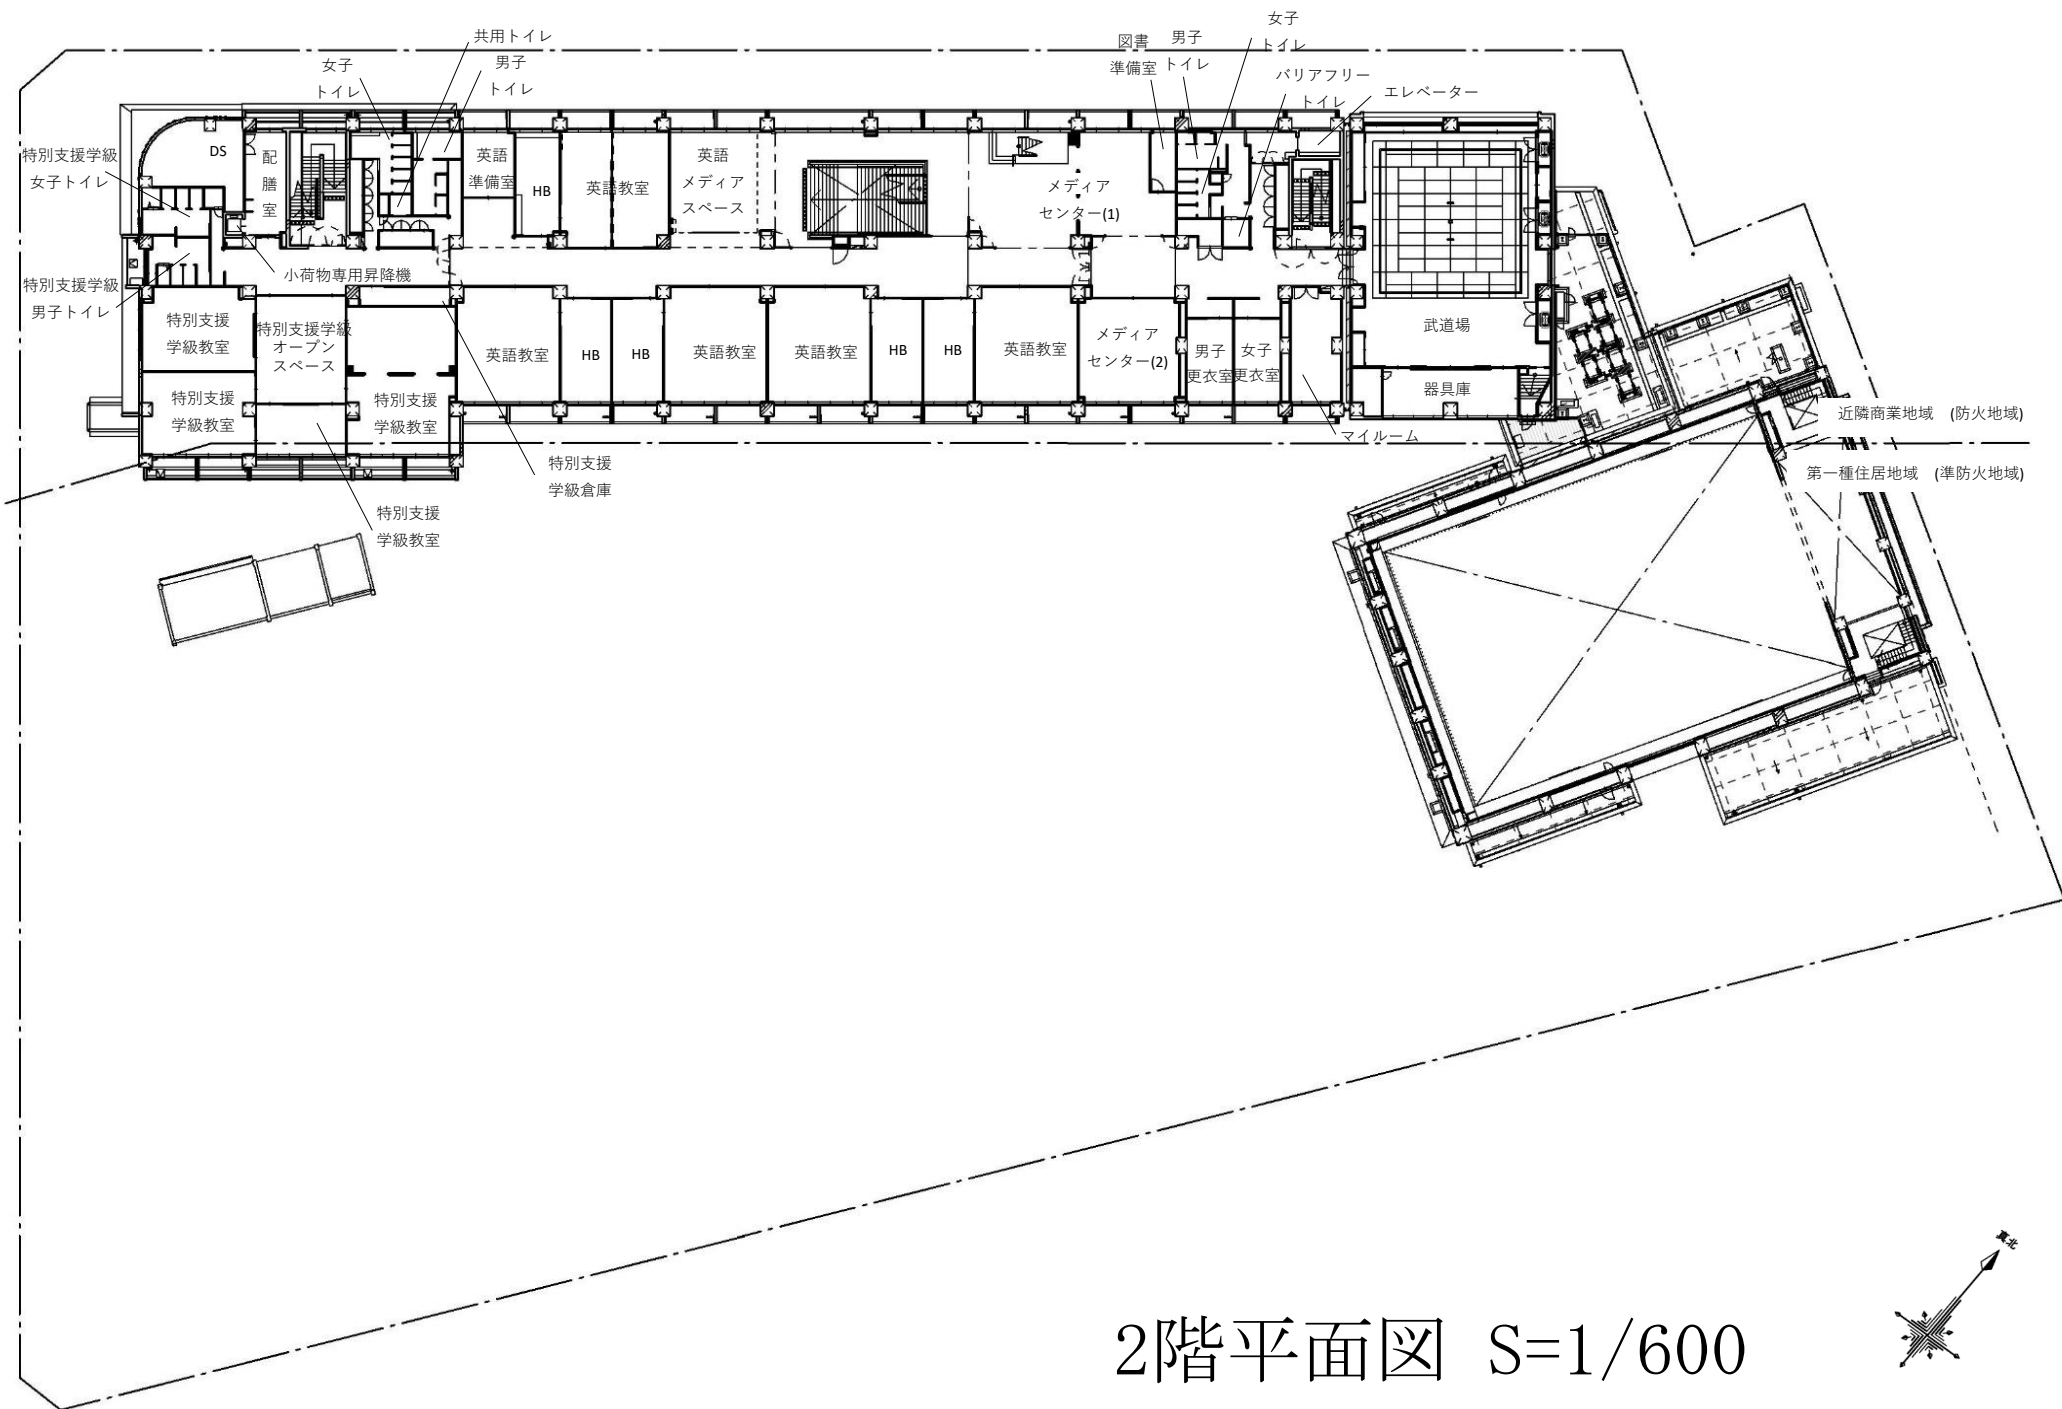 共用トイレ
女子
トイレ
男子
トイレ
図書
準備室
男子
トイレ
女子
トイレ
バリアフリー
トイレ
エレベーター
特別支援学級
女子トイレ
DS
配
膳
室
英語
準備室
HB
英語教室
英語
メディア
スペース
メディア
センター(1)
小荷物専用昇降機
特別支援学級
男子トイレ
特別支援
学級教室
特別支援学級
オープン
スペース
特別支援
学級教室
特別支援
学級教室
英語教室
HB
HB
英語教室
英語教室
HB
HB
英語教室
メディア
センター(2)
男子
更衣室
女子
更衣室
武道場
器具庫
マイルーム
特別支援
学級倉庫
特別支援
学級教室
近隣商業地域 (防火地域)
第一種住居地域 (準防火地域)
真北
2階平面図 S=1/600